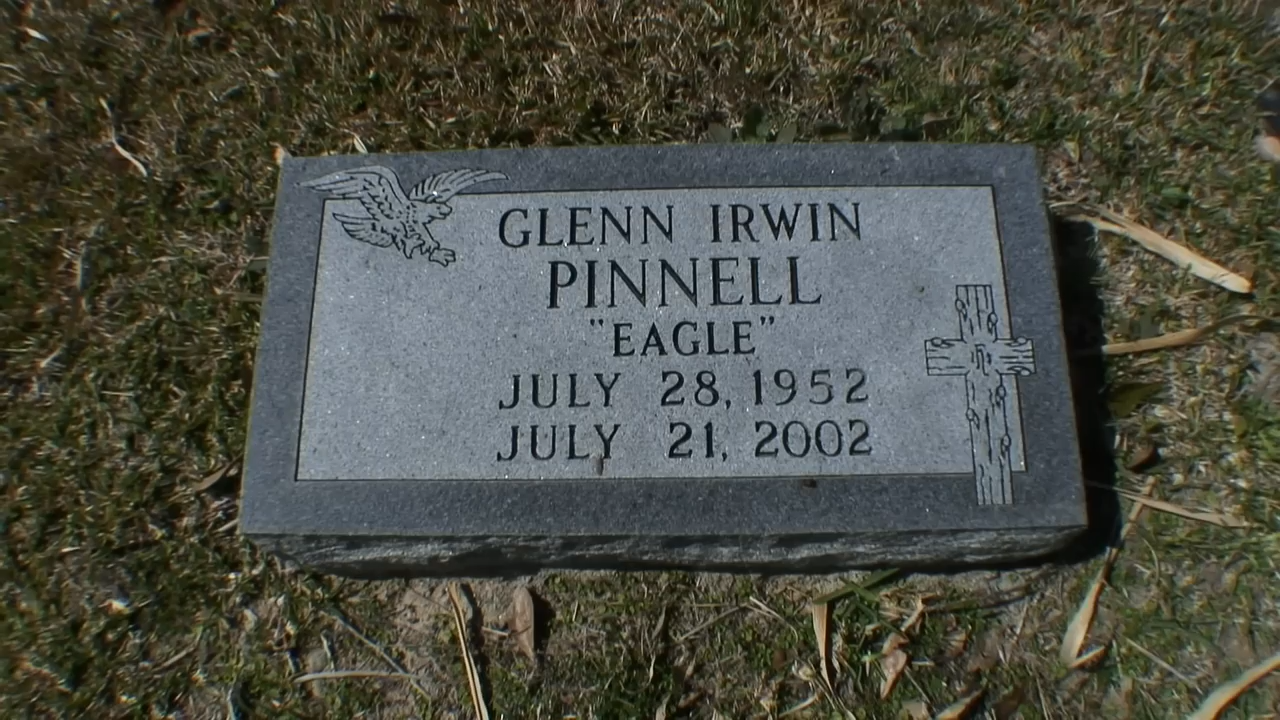 GLENN IRWIN
PINNELL
"EAGLE"
JULY 28, 1952
JULY 21, 2002